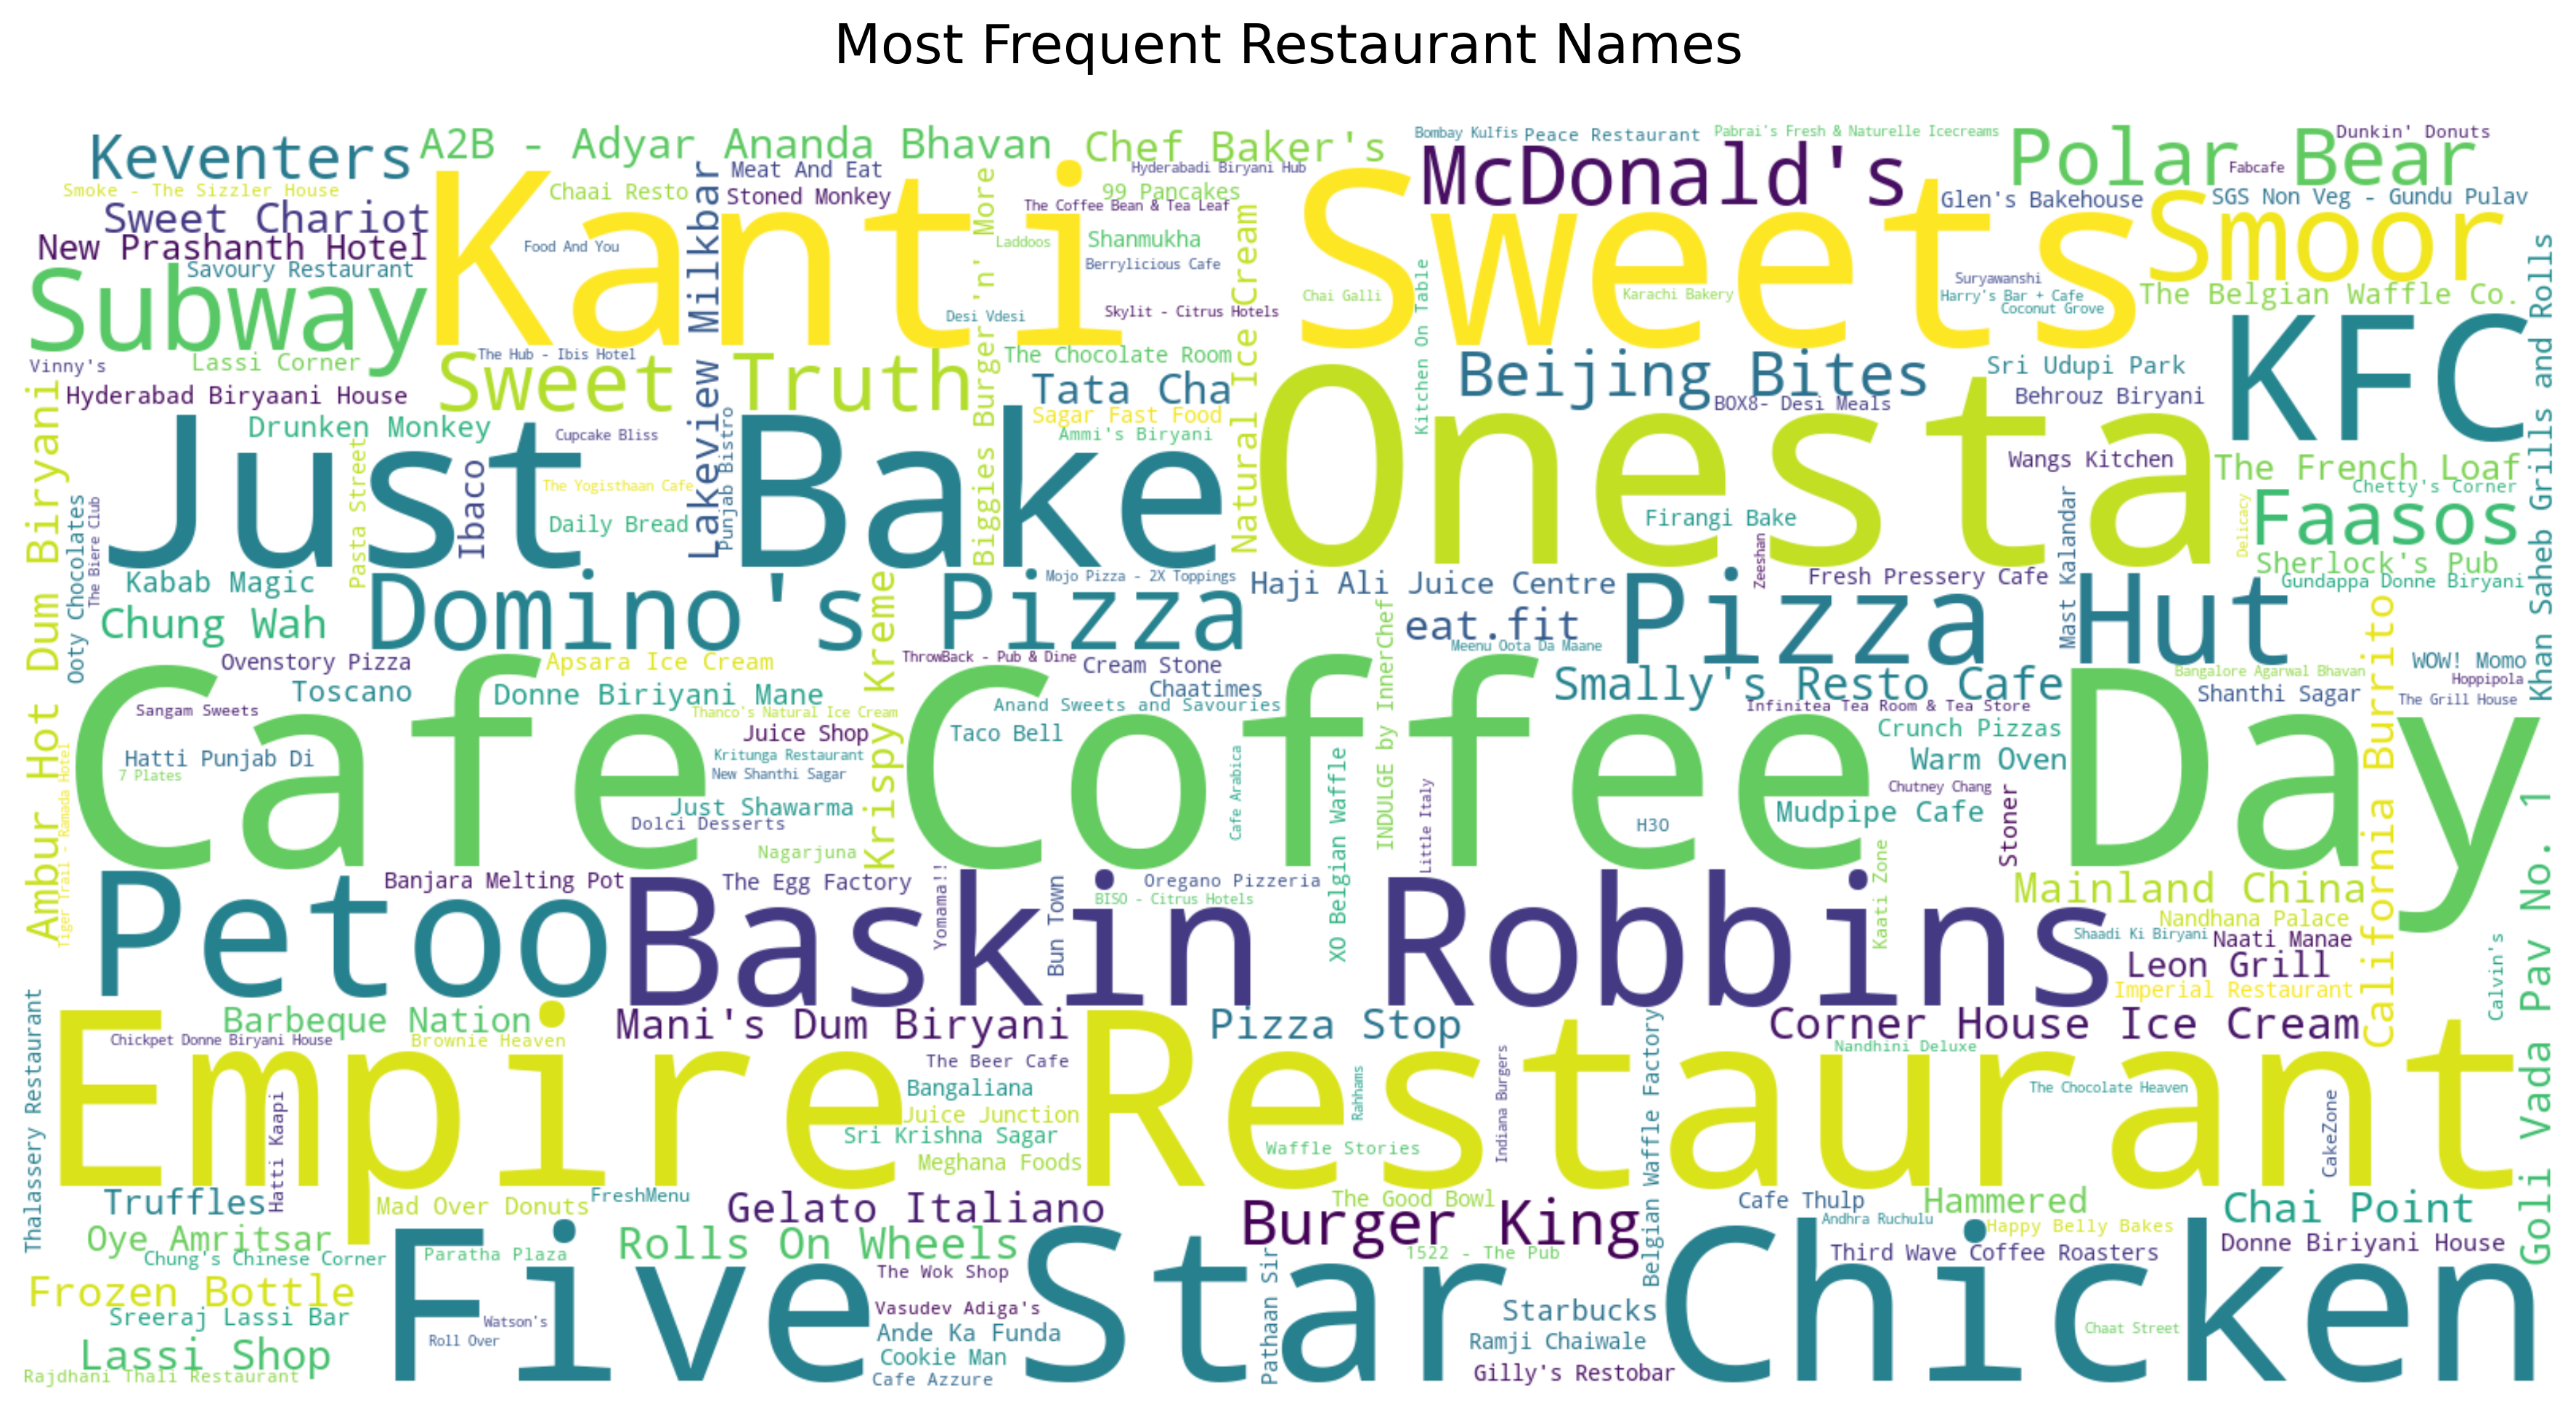 Most Frequent Restaurant Names
Keventers
A2B - Adyar Ananda Bhavan
Chef Baker's
Bombay Kulfis
Peace Restaurant
Pabrai's Fresh & Naturelle Icecreams
Polar Bear
Dunkin' Donuts
Smoke - The Sizzler House
Chaai Resto
Meat And Eat
Hyderabadi Biryani Hub
McDonald's
Fabcafe
Sweet Chariot
Kanti Sweets
Stoned Monkey
99 Pancakes
The Coffee Bean & Tea Leaf
Glen's Bakehouse
SGS Non Veg - Gundu Pulav
Smoor
New Prashanth Hotel
Food And You
Lakeview Milkbar
Biggies Burger 'n' More
Laddoos
Shanmukha
Natural Ice Cream
Savoury Restaurant
Berrylicious Cafe
Kitchen On Table
Suryawanshi
Subway
Chai Galli
Karachi Bakery
Harry's Bar + Cafe
The Belgian Waffle Co.
Khan Saheb Grills and Rolls
Desi Vdesi
Skylit - Citrus Hotels
Coconut Grove
Vinny's
Lassi Corner
The Hub - Ibis Hotel
The Chocolate Room
Beijing Bites
Sri Udupi Park
KFC
Sweet Truth
Hyderabad Biryaani House
Tata Cha
BOX8- Desi Meals
Behrouz Biryani
Ambur Hot Dum Biryani
Drunken Monkey
Cupcake Bliss
Punjab Bistro
Sagar Fast Food
Ammi's Biryani
Onesta
Just Bake
Pasta Street
Ibaco
Wangs Kitchen
The French Loaf
The Yogisthaan Cafe
Chetty's Corner
Ooty Chocolates
The Biere Club
Daily Bread
Firangi Bake
Mast Kalandar
Delicacy
Faasos
Zeeshan
Sherlock's Pub
Kabab Magic
Domino's Pizza
Mojo Pizza - 2X Toppings
Haji Ali Juice Centre
Fresh Pressery Cafe
Gundappa Donne Biryani
Chung Wah
Krispy Kreme
INDULGE by InnerChef
eat.fit
Pizza Hut
California Burrito
Meenu Oota Da Maane
Ovenstory Pizza
Apsara Ice Cream
ThrowBack - Pub & Dine
Cream Stone
WOW! Momo
Bangalore Agarwal Bhavan
Hoppipola
Toscano
Donne Biriyani Mane
Chaatimes
Smally's Resto Cafe
Shanthi Sagar
The Grill House
Sangam Sweets
Thanco's Natural Ice Cream
Anand Sweets and Savouries
Infinitea Tea Room & Tea Store
Cafe Coffee Day
Juice Shop
Taco Bell
Crunch Pizzas
Hatti Punjab Di
Kritunga Restaurant
Cafe Arabica
XO Belgian Waffle
Warm Oven
7 Plates
New Shanthi Sagar
Tiger Trail - Ramada Hotel
Little Italy
Chutney Chang
Stoner
Goli Vada Pav No. 1
Just Shawarma
Mudpipe Cafe
Dolci Desserts
H30
Nagarjuna
Kaati Zone
Petoo
Banjara Melting Pot
Baskin Robbins
The Egg Factory
Yomama!!
Bun Town
Oregano Pizzeria
BISO - Citrus Hotels
Mainland China
Nandhana Palace
Shaadi Ki Biryani
Naati Manae
Calvin's
Leon Grill
Imperial Restaurant
Thalassery Restaurant
Barbeque Nation
Mani's Dum Biryani
Pizza Stop
Corner House Ice Cream
Chickpet Donne Biryani House
Brownie Heaven
Empire Restaurant
The Beer Cafe
Belgian Waffle Factory
Nandhini Deluxe
Hatti Kaapi
Bangaliana
Rahhams
Indiana Burgers
The Chocolate Heaven
CakeZone
Juice Junction
Sri Krishna Sagar
Waffle Stories
Meghana Foods
Truffles
Mad Over Donuts
FreshMenu
Gelato Italiano
The Good Bowl
Cafe Thulp
Hammered
Chai Point
Burger King
Andhra Ruchulu
Happy Belly Bakes
Oye Amritsar
Rolls On Wheels
Chung's Chinese Corner
Paratha Plaza
1522 - The Pub
Third Wave Coffee Roasters
Donne Biriyani House
Five Star Chicken
The Wok Shop
Pathaan Sir
Frozen Bottle
Sreeraj Lassi Bar
Watson's
Vasudev Adiga's
Starbucks
Roll Over
Ande Ka Funda
Ramji Chaiwale
Chaat Street
Lassi Shop
Cookie Man
Rajdhani Thali Restaurant
Cafe Azzure
Gilly's Restobar